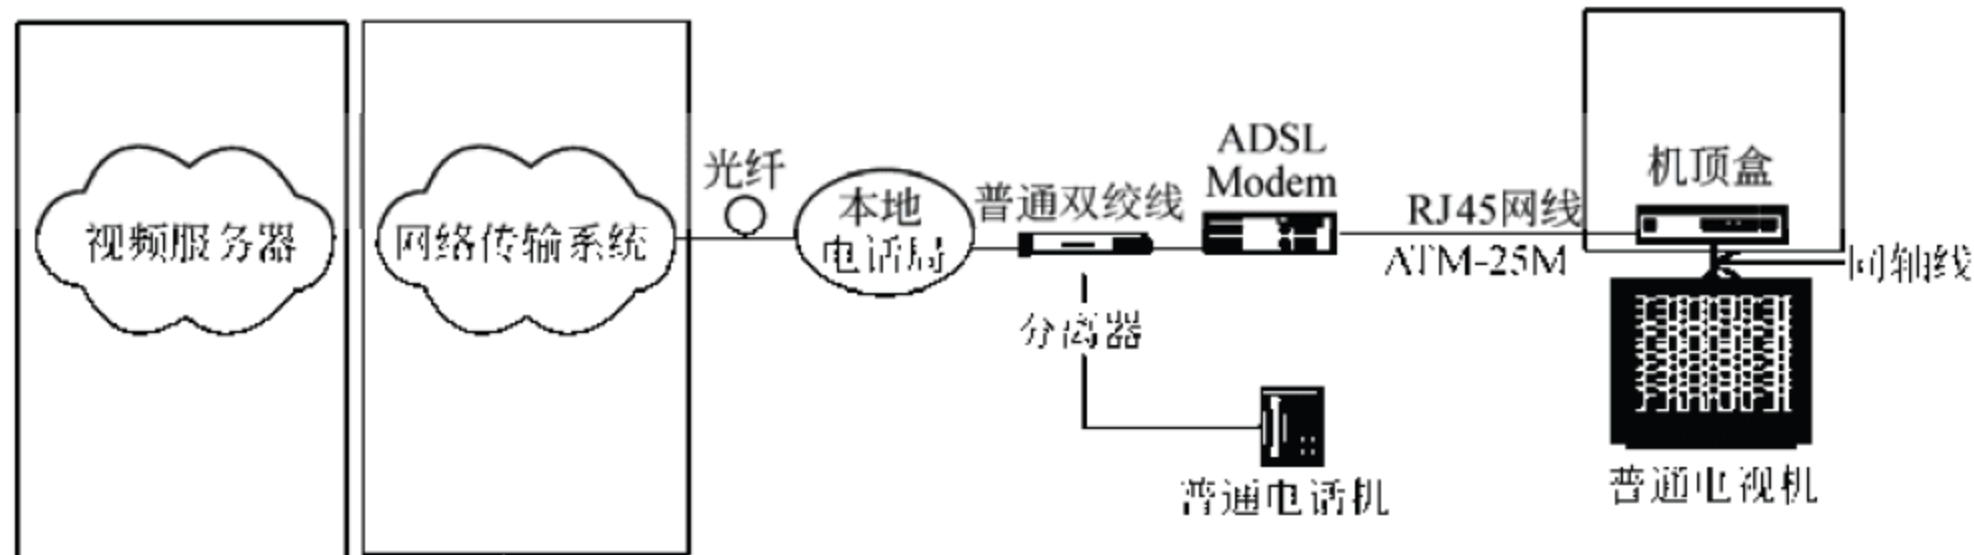 视频服务器
网络传输系统
光纤
本地
电话局
普通双绞线
分离器
普通电话机
ADSL
Modem
RJ45网线
ATM-25M
机顶盒
同轴线
普通电视机